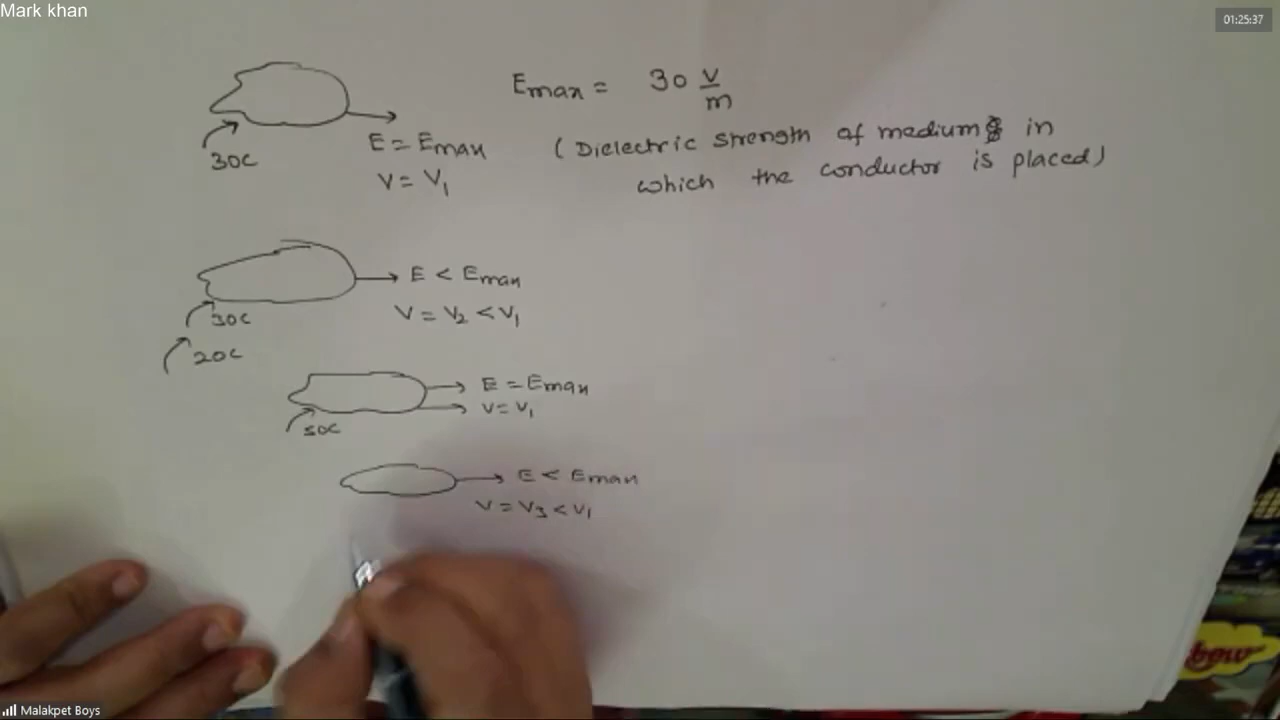 Mark khan
01:25:37
Emax = 30 V/m
(Dielectric strength of medium in
which the conductor is placed)
30C
E = Emax
V = V1
E < Emax
V = V2 < V1
30C
20C
E = Emax
V = V1
50C
E < Emax
V = V3 < V1
bow
Malakpet Boys